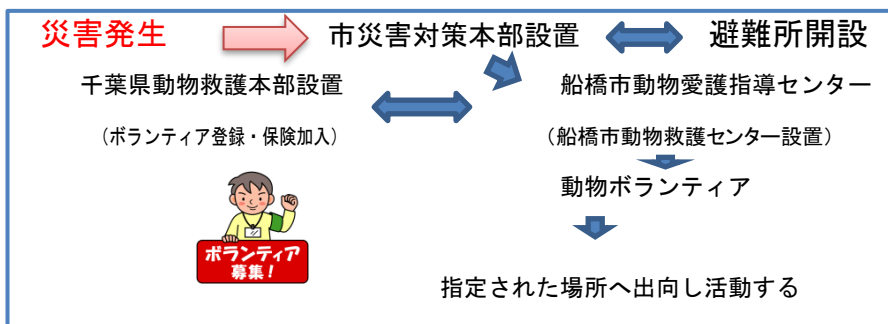 災害発生 市災害対策本部設置 避難所開設
千葉県動物救護本部設置 船橋市動物愛護指導センター
（ボランティア登録・保険加入） （船橋市動物救護センター設置）
動物ボランティア
ボランティア
募集！
指定された場所へ出向し活動する